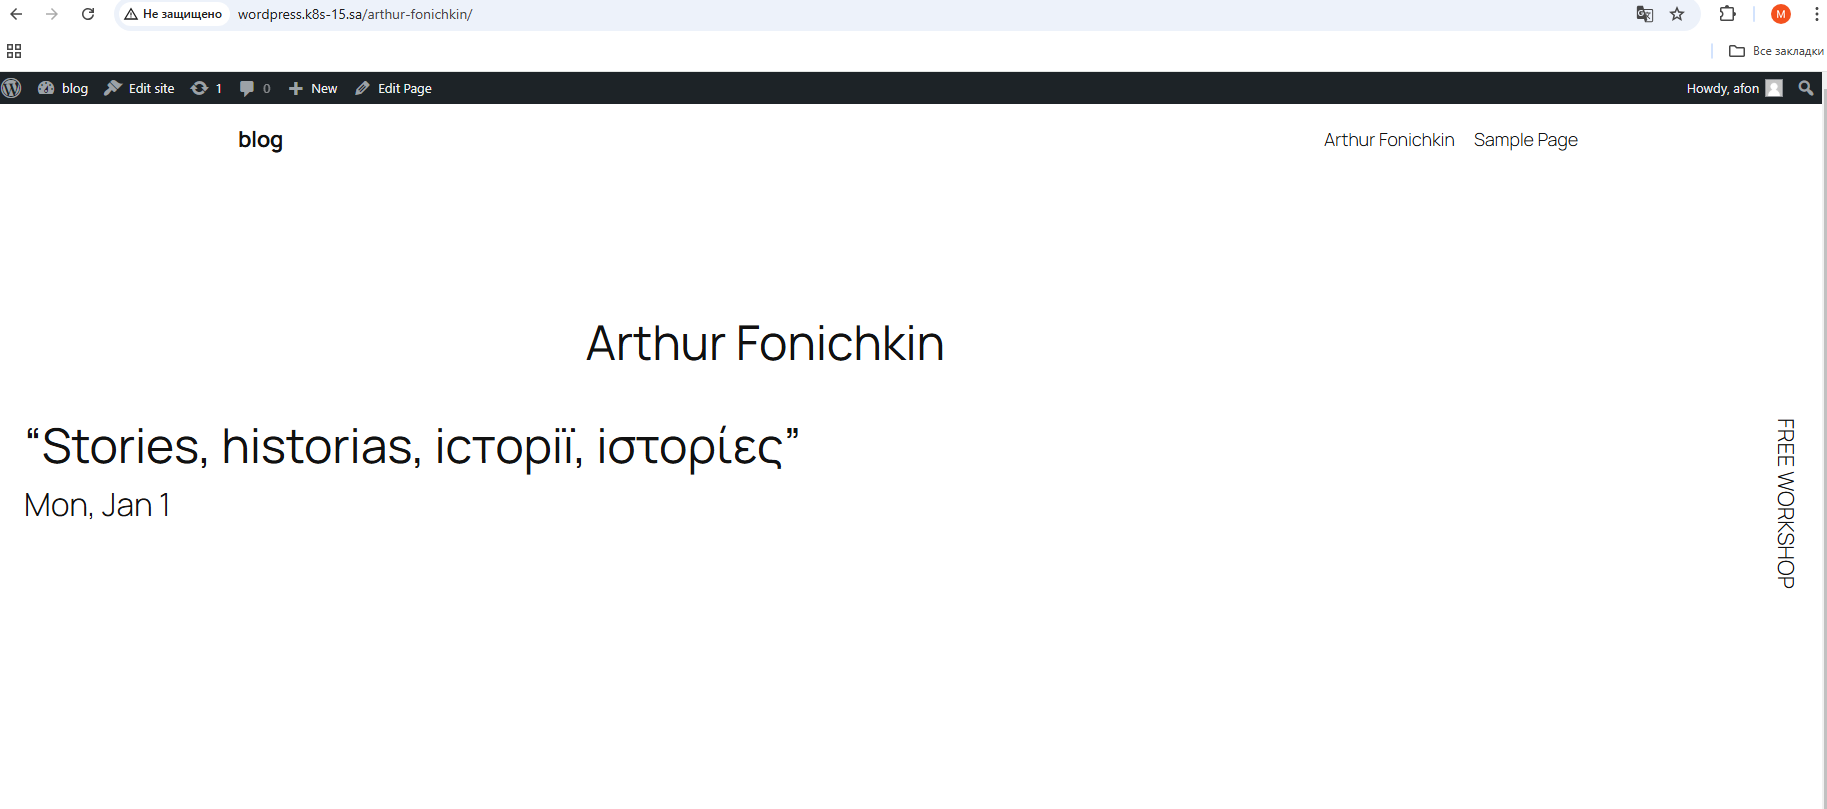 Не защищено wordpress.k8s-15.sa/arthur-fonichkin/ M
Все закладки
blog Edit site 1 0 New Edit Page Howdy, afon
blog Arthur Fonichkin Sample Page
Arthur Fonichkin
“Stories, historias, історії, ιστορίες”
Mon, Jan 1
FREE WORKSHOP